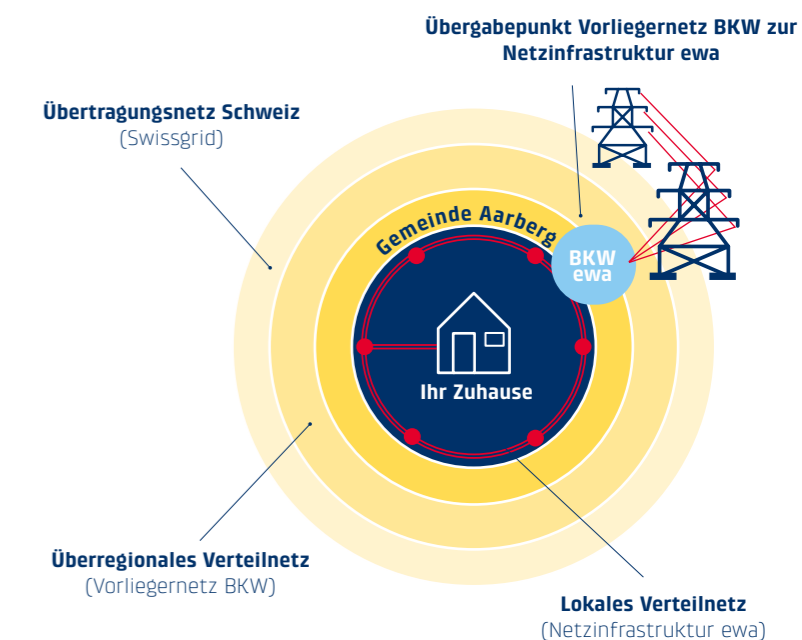 Übergabepunkt Vorliegernetz BKW zur
Netzinfrastruktur ewa
Übertragungsnetz Schweiz
(Swissgrid)
Gemeinde Aarberg
BKW
ewa
Ihr Zuhause
Überregionales Verteilnetz
(Vorliegernetz BKW)
Lokales Verteilnetz
(Netzinfrastruktur ewa)